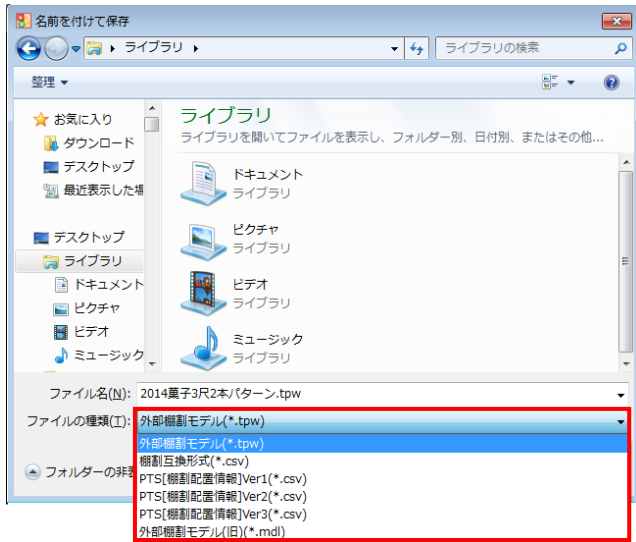 名前を付けて保存
ライブラリ
ライブラリの検索
整理
お気に入り
ダウンロード
デスクトップ
最近表示した場
デスクトップ
ライブラリ
ドキュメント
ピクチャ
ビデオ
ミュージック
ライブラリ
ライブラリを開いてファイルを表示し、フォルダー別、日付別、またはその他...
ドキュメント
ライブラリ
ピクチャ
ライブラリ
ビデオ
ライブラリ
ミュージック
ライブラリ
ファイル名(N): 2014菓子3尺2本パターン.tpw
ファイルの種類(T): 外部棚割モデル(*.tpw)
外部棚割モデル(*.tpw)
棚割互換形式(*.csv)
PTS[棚割配置情報]Ver1(*.csv)
PTS[棚割配置情報]Ver2(*.csv)
PTS[棚割配置情報]Ver3(*.csv)
外部棚割モデル(旧)(*.mdl)
フォルダーの非表